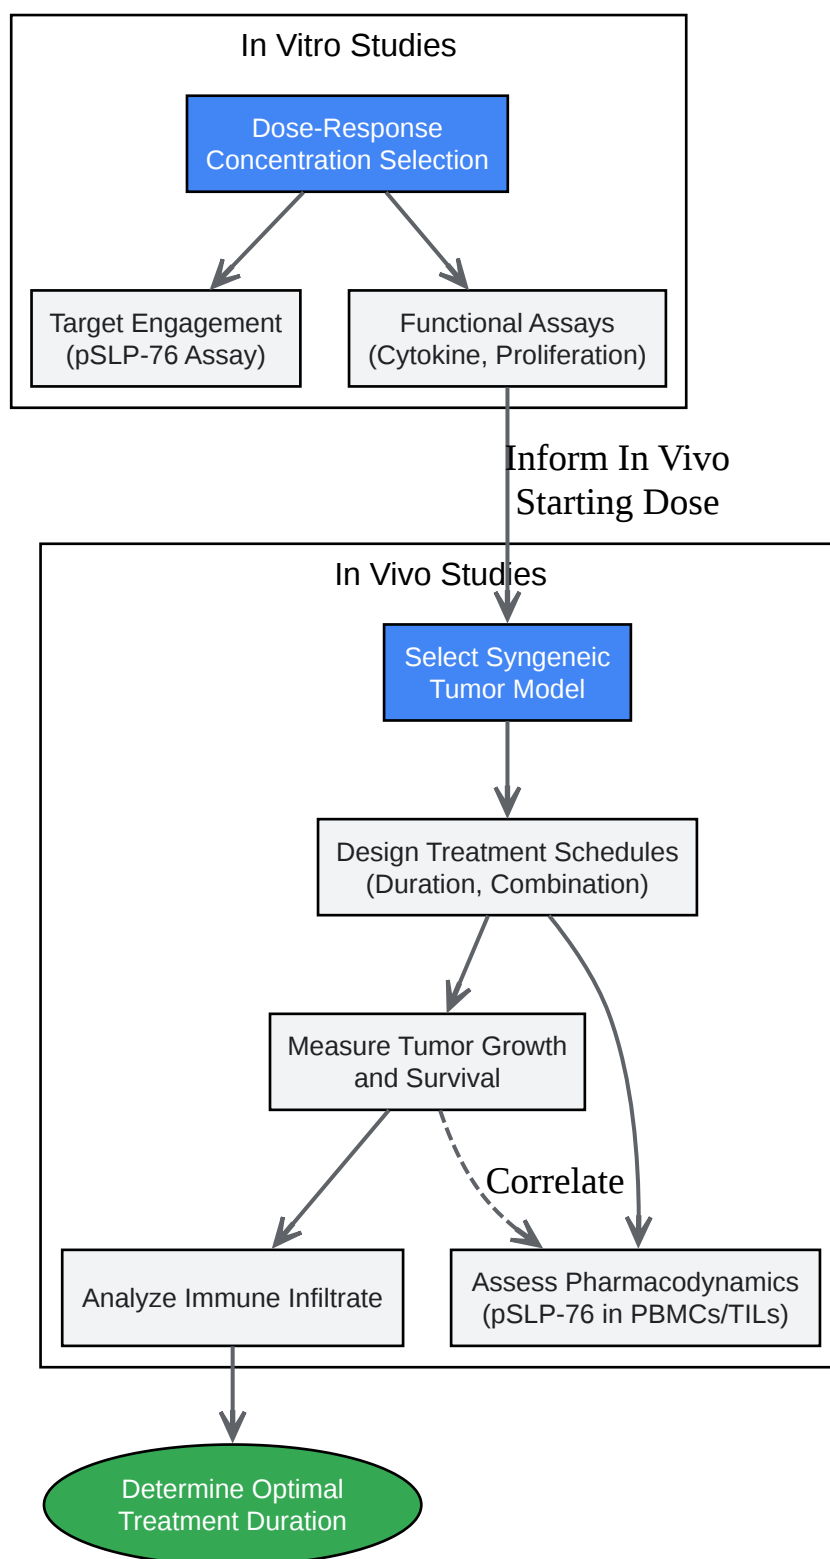 In Vitro Studies
Dose-Response
Concentration Selection
Target Engagement
(pSLP-76 Assay)
Functional Assays
(Cytokine, Proliferation)
Inform In Vivo
Starting Dose
In Vivo Studies
Select Syngeneic
Tumor Model
Design Treatment Schedules
(Duration, Combination)
Measure Tumor Growth
and Survival
Correlate
Analyze Immune Infiltrate
Assess Pharmacodynamics
(pSLP-76 in PBMCs/TILs)
Determine Optimal
Treatment Duration